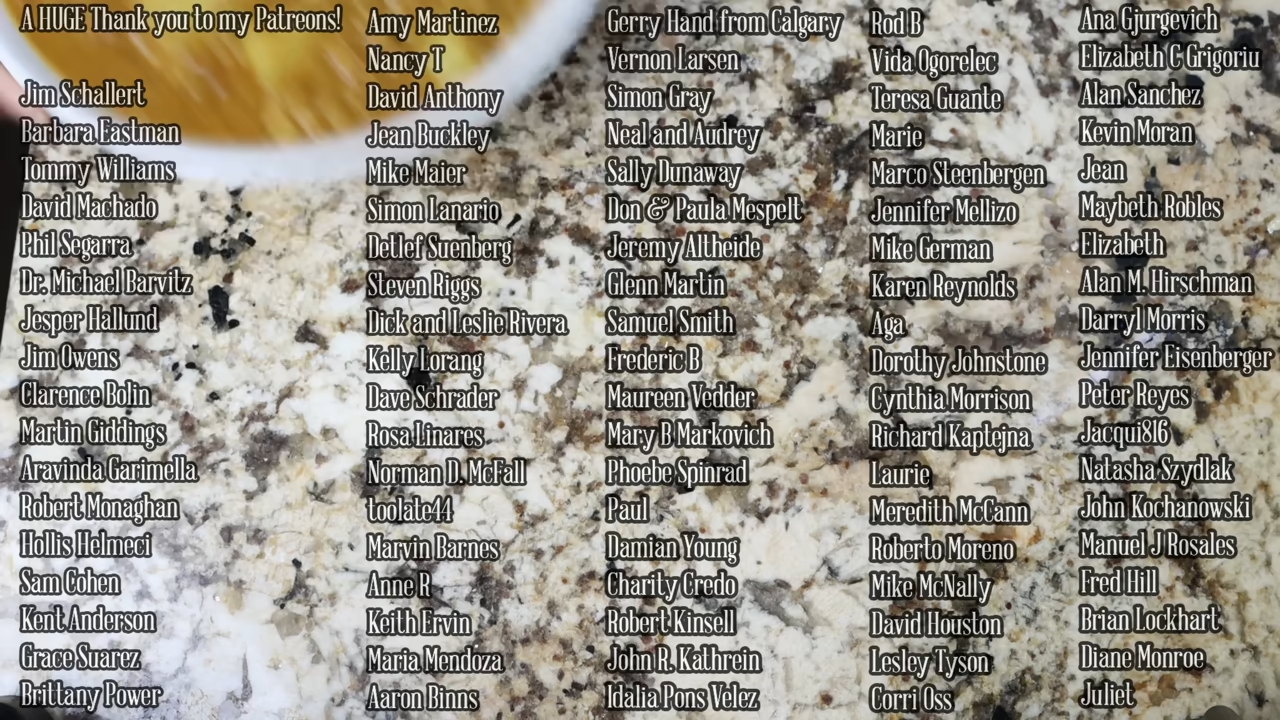 A HUGE Thank you to my Patreons!
Jim Schallert
Barbara Eastman
Tommy Williams
David Machado
Phil Segarra
Dr. Michael Barvitz
Jesper Hallund
Jim Owens
Clarence Bolin
Martin Giddings
Aravinda Garimella
Robert Monaghan
Hollis Helmeci
Sam Cohen
Kent Anderson
Grace Suarez
Brittany Power
Amy Martinez
Nancy T
David Anthony
Jean Buckley
Mike Maier
Simon Lanario
Detlef Suenberg
Steven Riggs
Dick and Leslie Rivera
Kelly Lorang
Dave Schrader
Rosa Linares
Norman D. McFall
toolate44
Marvin Barnes
Anne R
Keith Ervin
Maria Mendoza
Aaron Binns
Gerry Hand from Calgary
Vernon Larsen
Simon Gray
Neal and Audrey
Sally Dunaway
Don & Paula Mespelt
Jeremy Altheide
Glenn Martin
Samuel Smith
Frederic B
Maureen Vedder
Mary B Markovich
Phoebe Spinrad
Paul
Damian Young
Charity Credo
Robert Kinsell
John R. Kathrein
Idalia Pons Velez
Rod B
Vida Ogorelec
Teresa Guante
Marie
Marco Steenbergen
Jennifer Mellizo
Mike German
Karen Reynolds
Aga
Dorothy Johnstone
Cynthia Morrison
Richard Kaptejna
Laurie
Meredith McCann
Roberto Moreno
Mike McNally
David Houston
Lesley Tyson
Corri Oss
Ana Gjurgevich
Elizabeth C Grigoriu
Alan Sanchez
Kevin Moran
Jean
Maybeth Robles
Elizabeth
Alan M. Hirschman
Darryl Morris
Jennifer Eisenberger
Peter Reyes
Jacqui816
Natasha Szydlak
John Kochanowski
Manuel J Rosales
Fred Hill
Brian Lockhart
Diane Monroe
Juliet